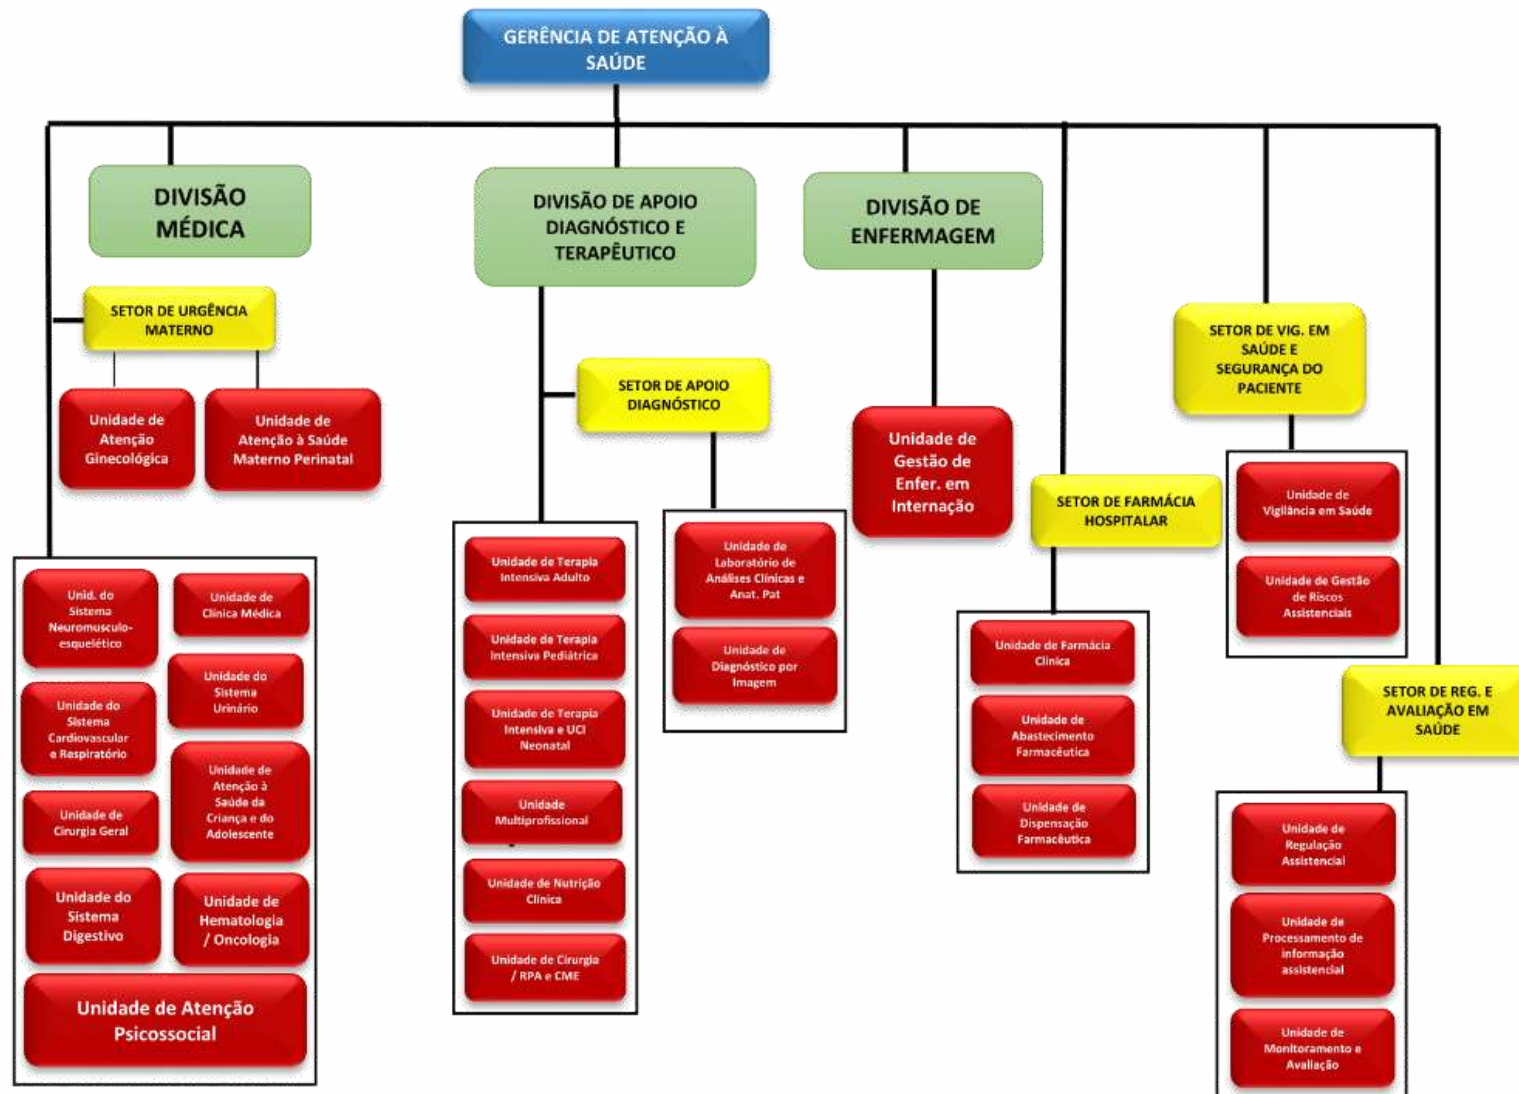 GERÊNCIA DE ATENÇÃO À
SAÚDE
DIVISÃO
MÉDICA
SETOR DE URGÊNCIA
MATERNO
Unidade de
Atenção
Ginecológica
Unidade de
Atenção à Saúde
Materno Perinatal
Unid. do
Sistema
Neuromusculo-
esquelético
Unidade de
Clínica Médica
Unidade do
Sistema
Urinário
Unidade do
Sistema
Cardiovascular
e Respiratório
Unidade de
Atenção à
Saúde da
Criança e do
Adolescente
Unidade de
Cirurgia Geral
Unidade do
Sistema
Digestivo
Unidade de
Hematologia
/ Oncologia
Unidade de Atenção
Psicossocial
DIVISÃO DE APOIO
DIAGNÓSTICO E
TERAPÊUTICO
SETOR DE APOIO
DIAGNÓSTICO
Unidade de Terapia
Intensiva Adulto
Unidade de Terapia
Intensiva Pediátrica
Unidade de Terapia
Intensiva e UCI
Neonatal
Unidade
Multiprofissional
Unidade de Nutrição
Clínica
Unidade de Cirurgia
/ RPA e CME
Unidade de
Laboratório de
Análises Clínicas e
Anat. Pat
Unidade de
Diagnóstico por
Imagem
DIVISÃO DE
ENFERMAGEM
Unidade de
Gestão de
Enfer. em
Internação
SETOR DE FARMÁCIA
HOSPITALAR
Unidade de Farmácia
Clínica
Unidade de
Abastecimento
Farmacêutica
Unidade de
Dispensação
Farmacêutica
SETOR DE VIG. EM
SAÚDE E
SEGURANÇA DO
PACIENTE
Unidade de
Vigilância em Saúde
Unidade de Gestão
de Riscos
Assistenciais
SETOR DE REG. E
AVALIAÇÃO EM
SAÚDE
Unidade de
Regulação
Assistencial
Unidade de
Processamento de
informação
assistencial
Unidade de
Monitoramento e
Avaliação